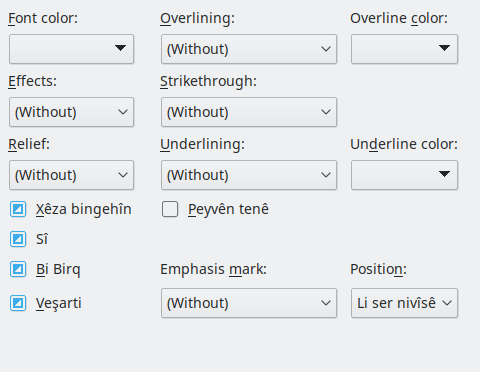 Font color: Overlining: Overline color:
(Without)
Effects: Strikethrough:
(Without) (Without)
Relief: Underlining: Underline color:
(Without) (Without)
Xêza bingehîn Peyvên tenê
Sî
Bi Birq Emphasis mark: Position:
Veşarti (Without) Li ser nivîsê